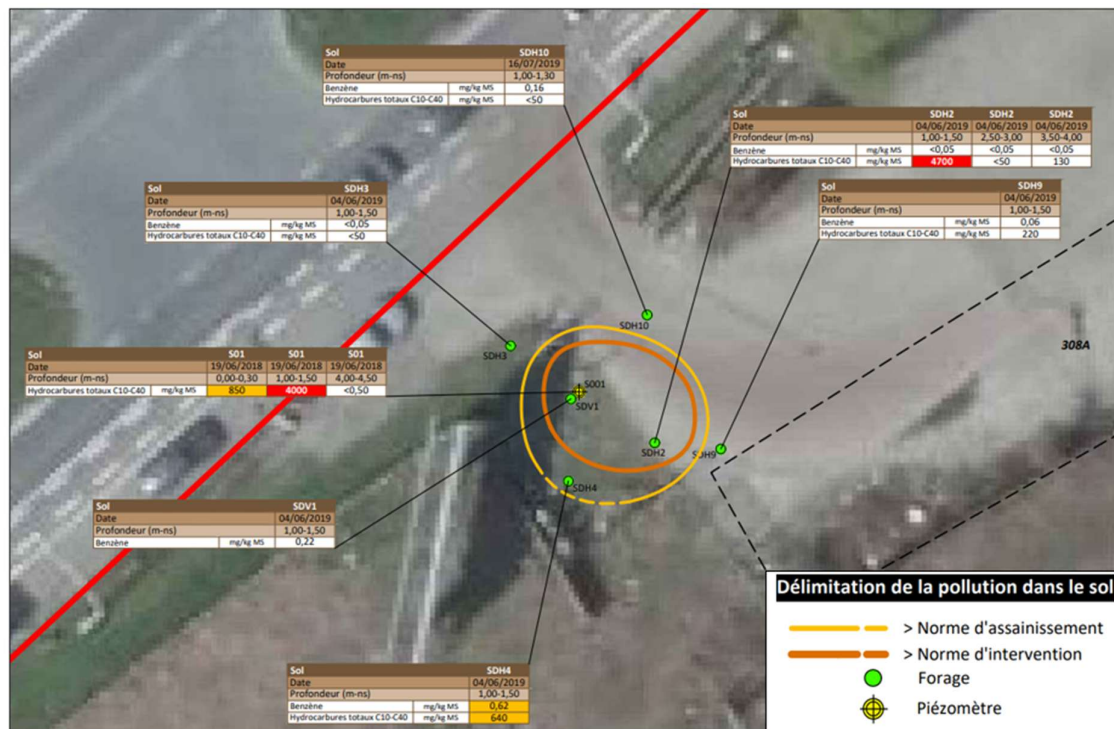 Sol SDH10
Date 16/07/2019
Profondeur (m-ns) 1,00-1,30
Benzène mg/kg MS 0,16
Hydrocarbures totaux C10-C40 mg/kg MS <50
Sol SDH2 SDH2 SDH2
Date 04/06/2019 04/06/2019 04/06/2019
Profondeur (m-ns) 1,00-1,50 2,50-3,00 3,50-4,00
Benzène mg/kg MS <0,05 <0,05 <0,05
Hydrocarbures totaux C10-C40 mg/kg MS 4700 <50 130
Sol SDH3
Date 04/06/2019
Profondeur (m-ns) 1,00-1,50
Benzène mg/kg MS <0,05
Hydrocarbures totaux C10-C40 mg/kg MS <50
Sol SDH9
Date 04/06/2019
Profondeur (m-ns) 1,00-1,50
Benzène mg/kg MS 0,06
Hydrocarbures totaux C10-C40 mg/kg MS 220
SDH10
SDH3
308A
Sol S01 S01 S01
Date 19/06/2018 19/06/2018 19/06/2018
Profondeur (m-ns) 0,00-0,30 1,00-1,50 4,00-4,50
Hydrocarbures totaux C10-C40 mg/kg MS 850 4000 <0,50
S001
SDV1
SDH2
SDH9
SDH4
Sol SDV1
Date 04/06/2019
Profondeur (m-ns) 1,00-1,50
Benzène mg/kg MS 0,22
Sol SDH4
Date 04/06/2019
Profondeur (m-ns) 1,00-1,50
Benzène mg/kg MS 0,62
Hydrocarbures totaux C10-C40 mg/kg MS 640
Délimitation de la pollution dans le sol
> Norme d'assainissement
> Norme d'intervention
Forage
Piézomètre